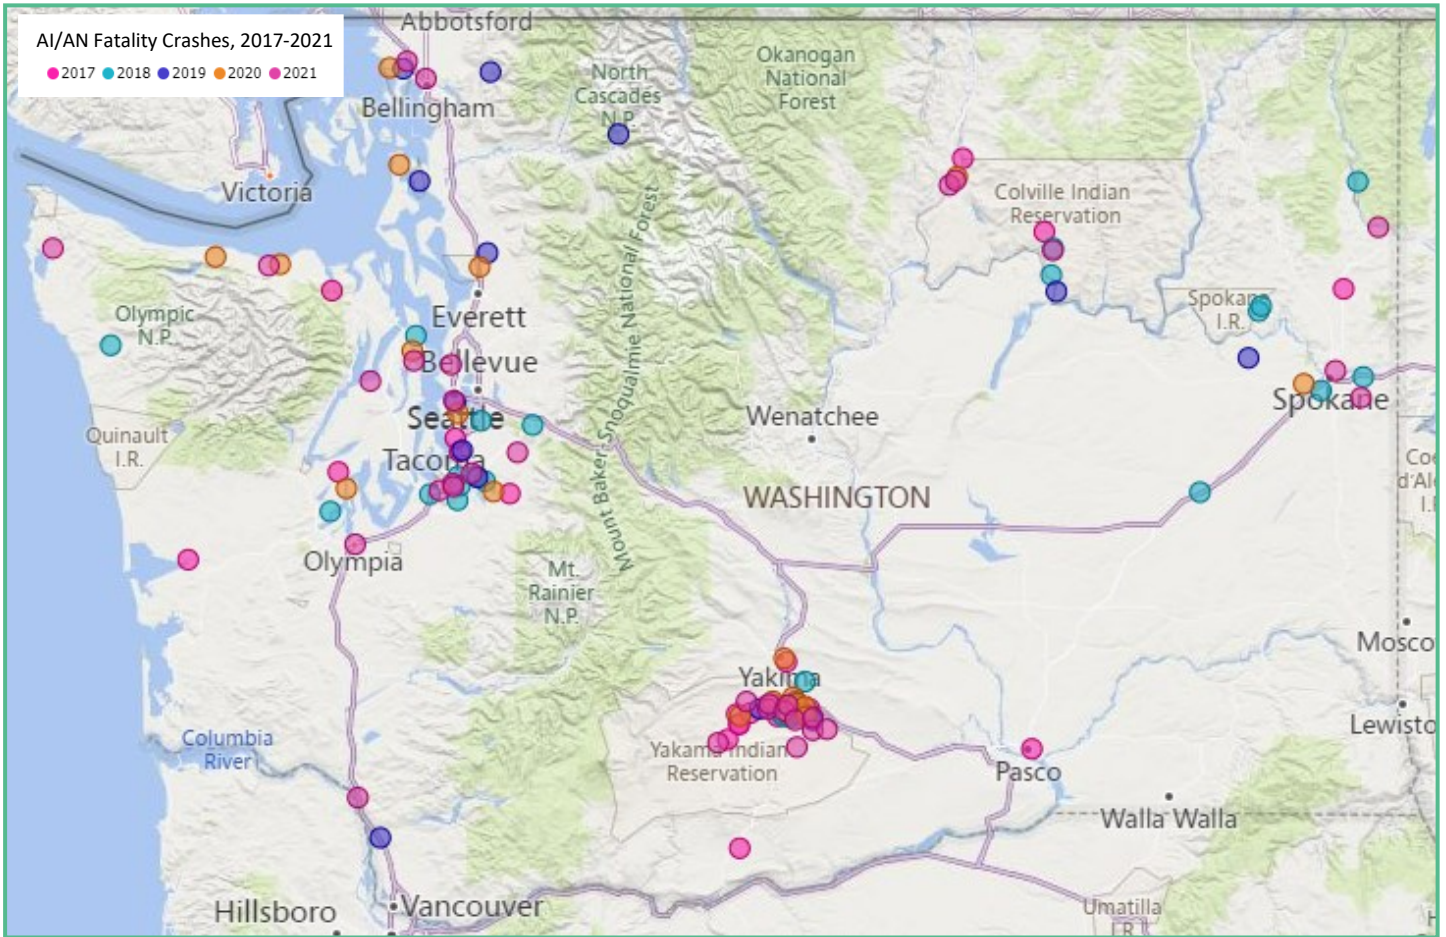 Abbotsford
AI/AN Fatality Crashes, 2017-2021
2017 2018 2019 2020 2021
Okanogan
National
Forest
North
Cascades
N.P.
Bellingham
Victoria
Colville Indian
Reservation
Mount Baker-Snoqualmie National Forest
Olympic
N.P.
Everett
Spokane
I.R.
Bellevue
Spokane
Seattle
Wenatchee
Quinault
I.R.
Tacoma
Coe
d'Al
I.
WASHINGTON
Olympia
Mt.
Rainier
N.P.
Mosco
Yakima
Lewisto
Columbia
River
Yakama Indian
Reservation
Pasco
Walla Walla
Hillsboro
Vancouver
Umatilla
I.R.